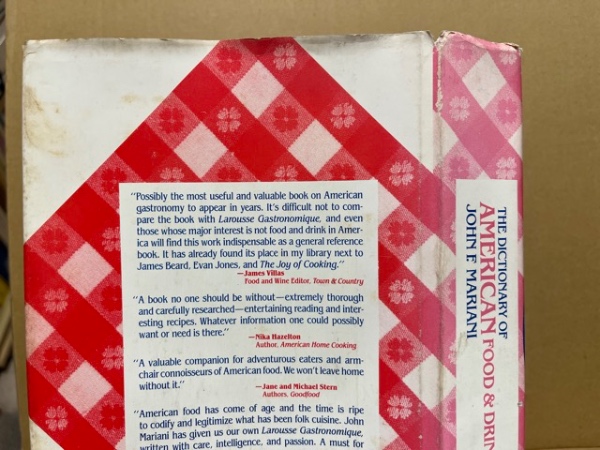 "Possibly the most useful and valuable book on American
gastronomy to appear in years. It's difficult not to com-
pare the book with Larousse Gastronomique, and even
those whose major interest is not food and drink in Amer-
ica will find this work indispensable as a general reference
book. It has already found its place in my library next to
James Beard, Evan Jones, and The Joy of Cooking."
—James Villas
Food and Wine Editor, Town & Country
"A book no one should be without—extremely thorough
and carefully researched—entertaining reading and inter-
esting recipes. Whatever information one could possibly
want or need is there."
—Nika Hazelton
Author, American Home Cooking
"A valuable companion for adventurous eaters and arm-
chair connoisseurs of American food. We won't leave home
without it."
—Jane and Michael Stern
Authors, Goodfood
"American food has come of age and the time is ripe
to codify and legitimize what has been folk cuisine. John
Mariani has given us our own Larousse Gastronomique,
written with care, intelligence, and passion. A must for
THE DICTIONARY OF
AMERICAN FOOD & DRIN
JOHN F. MARIANI